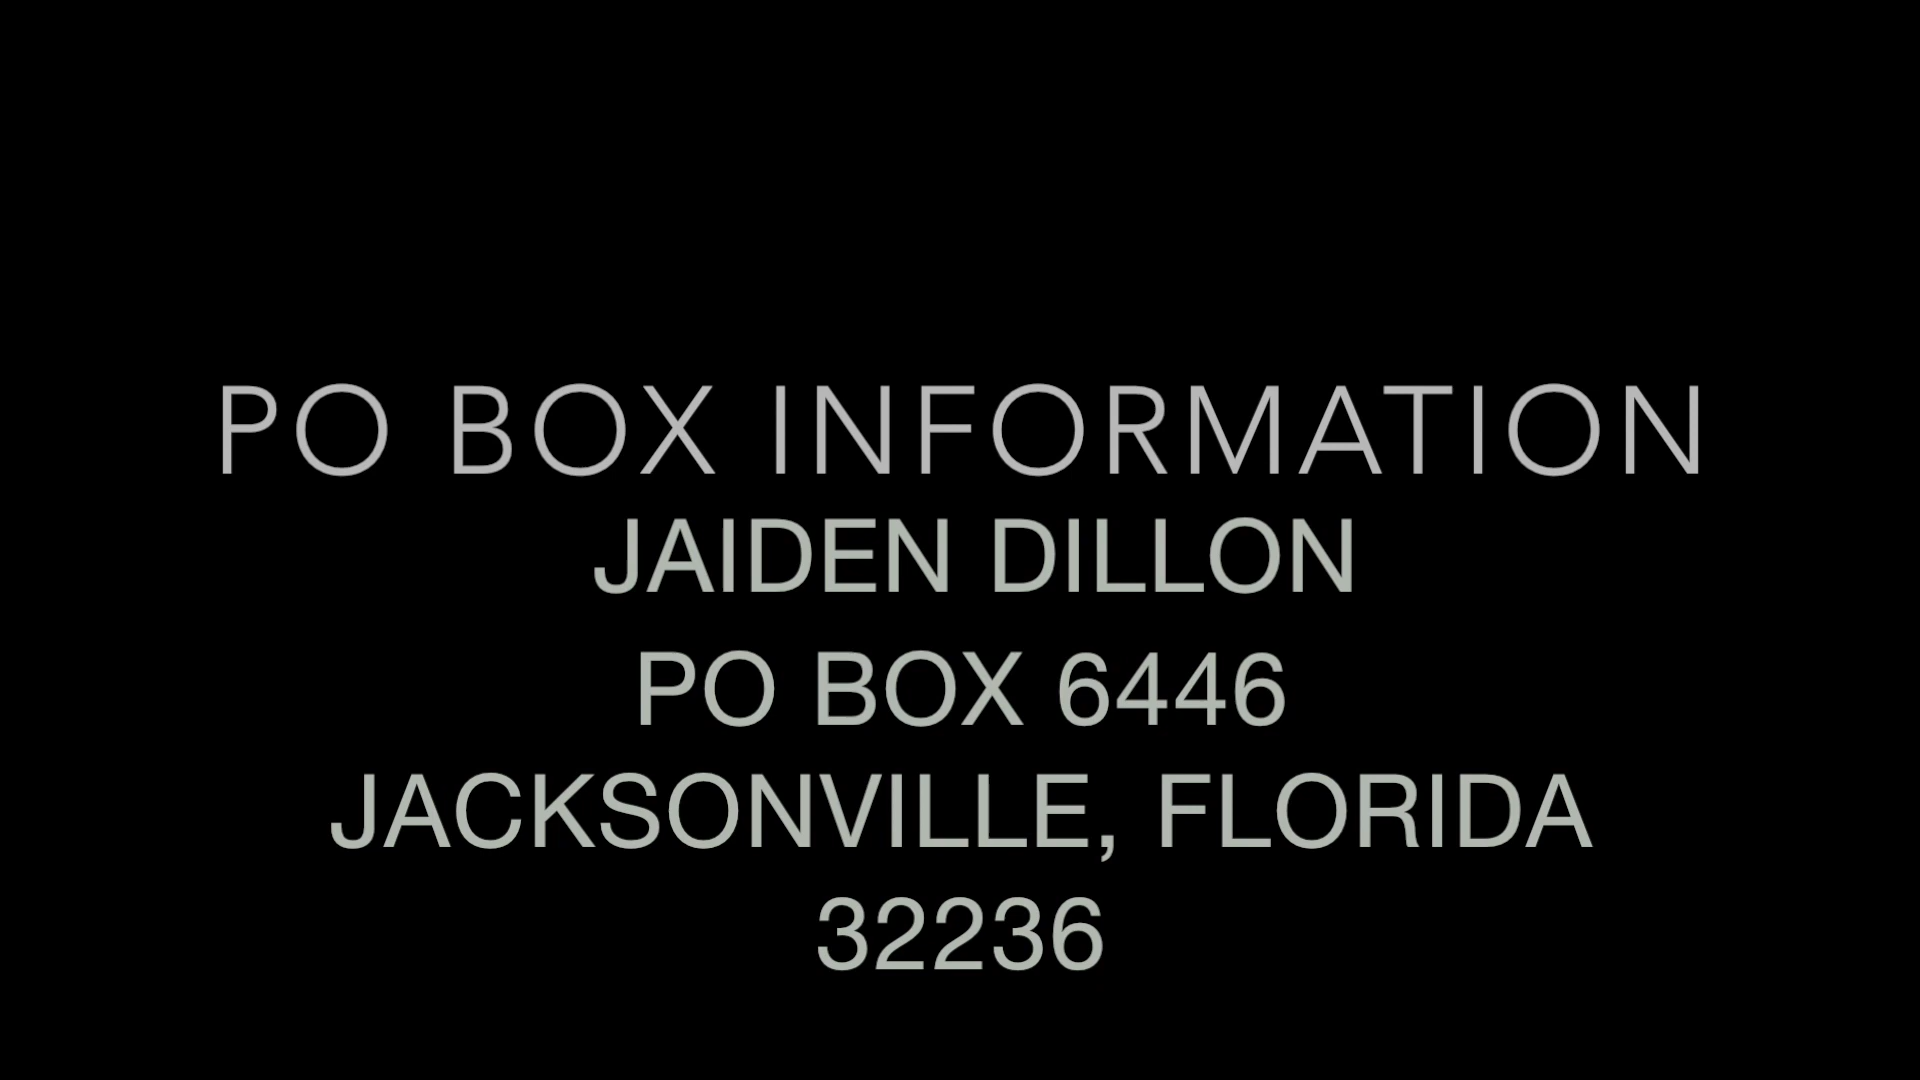 PO BOX INFORMATION
JAIDEN DILLON
PO BOX 6446
JACKSONVILLE, FLORIDA
32236